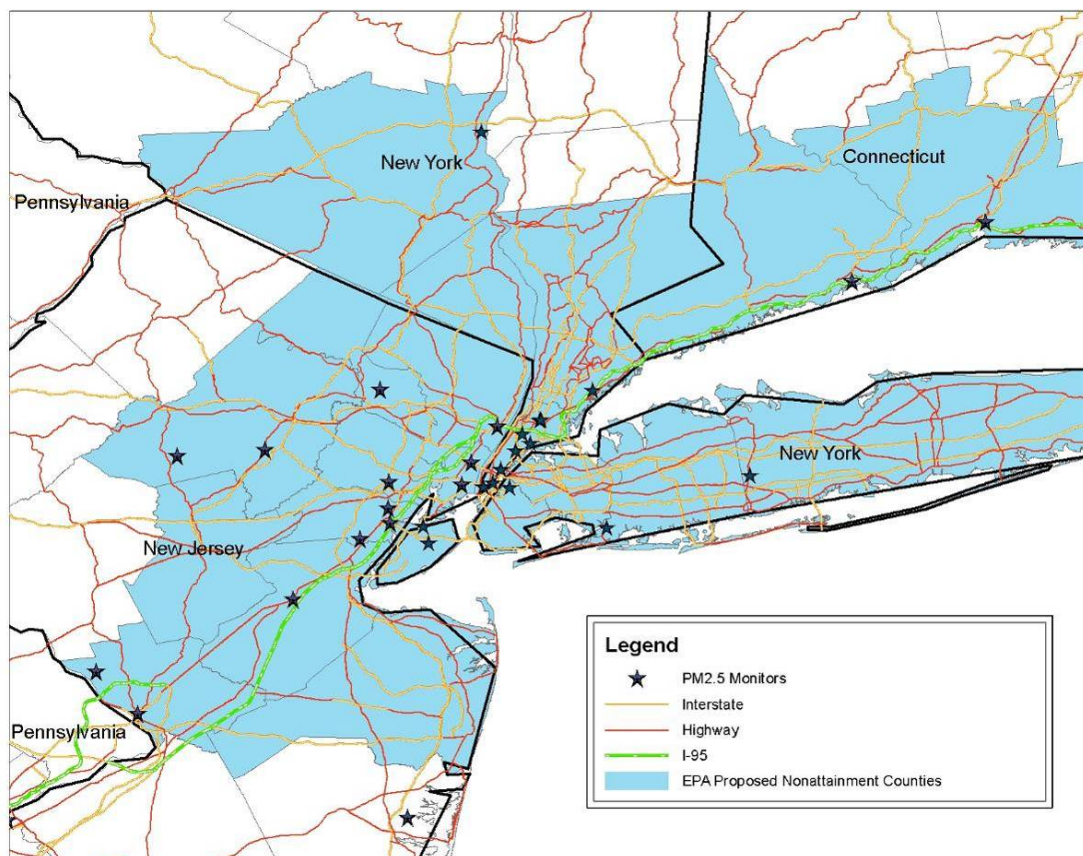 New York
Connecticut
Pennsylvania
New York
New Jersey
Pennsylvania
Legend
PM2.5 Monitors
Interstate
Highway
I-95
EPA Proposed Nonattainment Counties